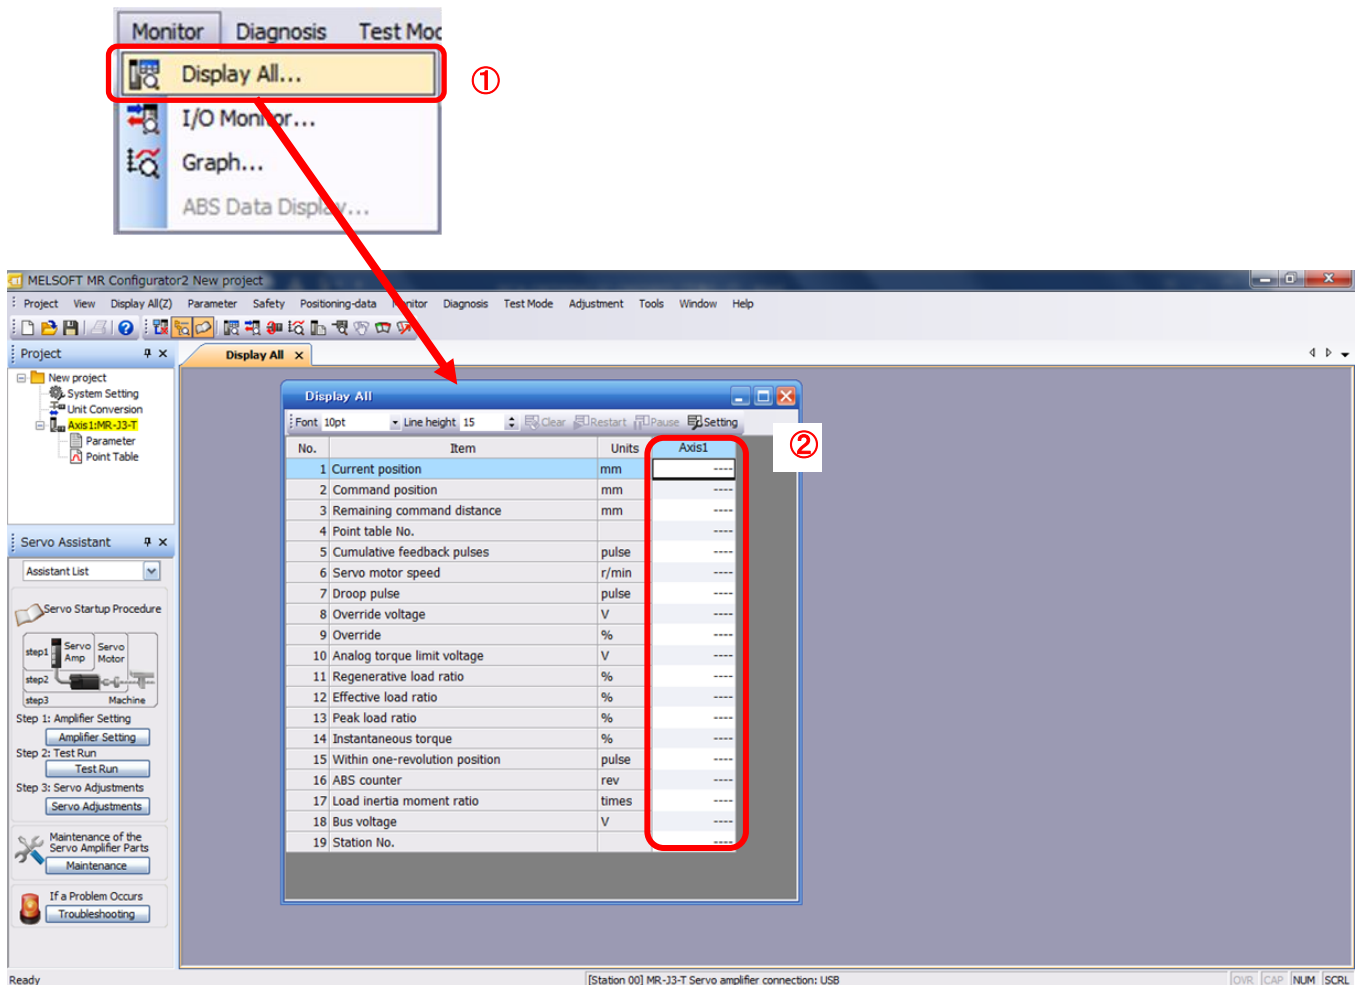 Monitor Diagnosis Test Mod
Display All...
①
I/O Monitor...
Graph...
ABS Data Display...
MELSOFT MR Configurator2 New project
Project View Display All(Z) Parameter Safety Positioning-data Monitor Diagnosis Test Mode Adjustment Tools Window Help
Project
Display All
New project
System Setting
Unit Conversion
Axis1:MR-J3-T
Parameter
Point Table
Servo Assistant
Assistant List
Servo Startup Procedure
step1 Servo Amp Servo Motor
step2
step3 Machine
Step 1: Amplifier Setting
Amplifier Setting
Step 2: Test Run
Test Run
Step 3: Servo Adjustments
Servo Adjustments
Maintenance of the
Servo Amplifier Parts
Maintenance
If a Problem Occurs
Troubleshooting
Display All
Font 10pt Line height 15 Clear Restart Pause Setting
②
No. Item Units Axis1
1 Current position mm ----
2 Command position mm ----
3 Remaining command distance mm ----
4 Point table No. ----
5 Cumulative feedback pulses pulse ----
6 Servo motor speed r/min ----
7 Droop pulse pulse ----
8 Override voltage V ----
9 Override % ----
10 Analog torque limit voltage V ----
11 Regenerative load ratio % ----
12 Effective load ratio % ----
13 Peak load ratio % ----
14 Instantaneous torque % ----
15 Within one-revolution position pulse ----
16 ABS counter rev ----
17 Load inertia moment ratio times ----
18 Bus voltage V ----
19 Station No. ----
Ready [Station 00] MR-J3-T Servo amplifier connection: USB OVR CAP NUM SCRL